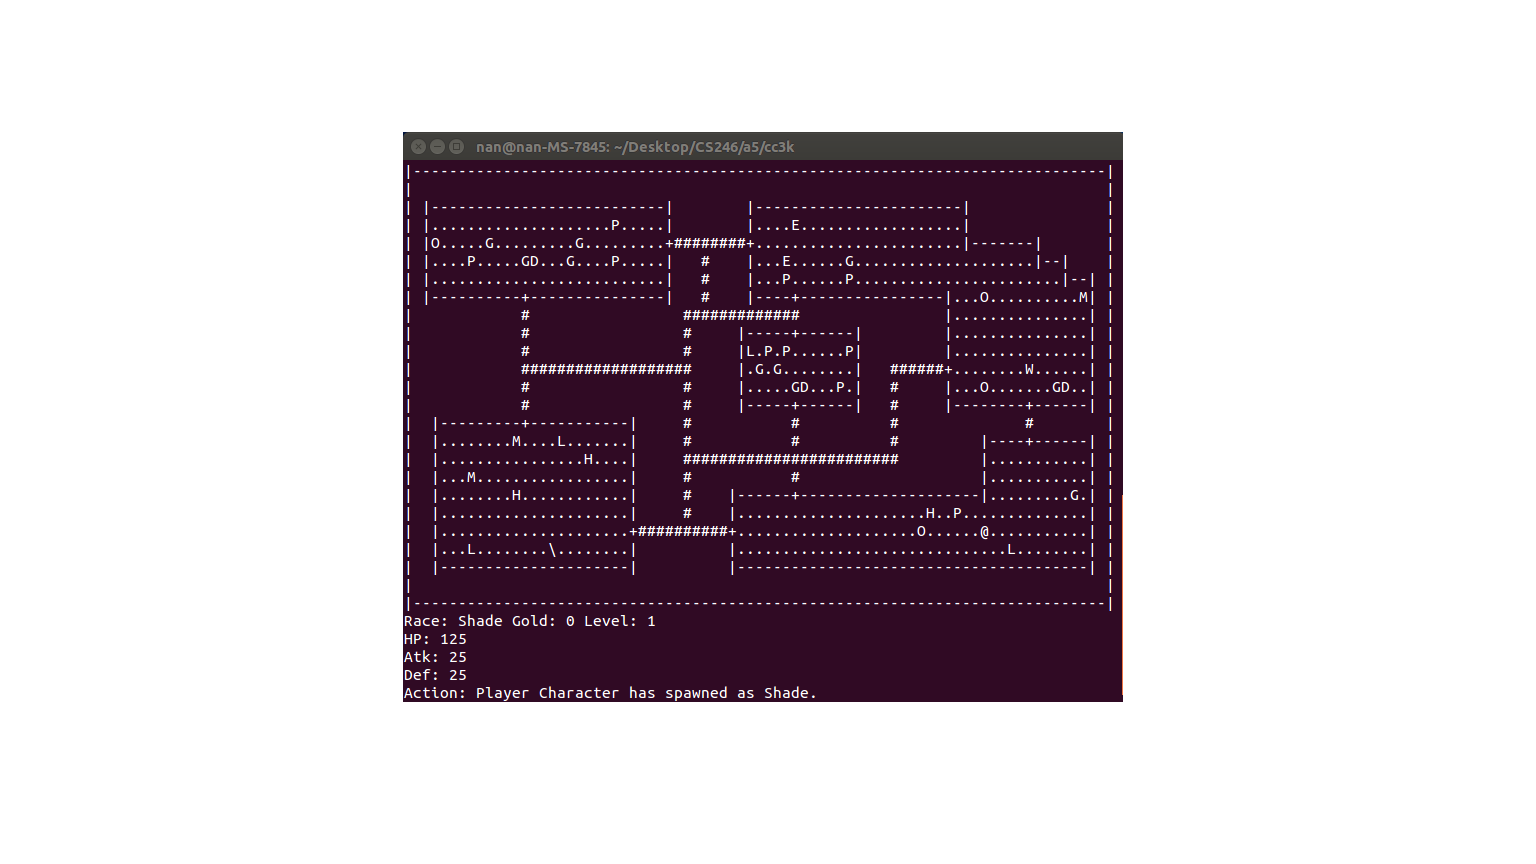 |-----------------------------------------------------------------------------|
|                                                                             |
| |--------------------------|        |-----------------------|               |
| |....................P.....|        |....E..................|               |
| |O.....G.........G.........+########+.......................|-------|       |
| |....P.....GD...G....P.....|   #    |...E......G....................|--|    |
| |..........................|   #    |...P......P.......................|--| |
| |----------+---------------|   #    |----+----------------|...O..........M| |
|            #                 #############                |...............| |
|            #                 #     |-----+------|         |...............| |
|            #                 #     |L.P.P......P|         |...............| |
|            ###################     |.G.G........|   ######+........W......| |
|            #                 #     |.....GD...P.|   #     |...O.......GD..| |
|            #                 #     |-----+------|   #     |--------+------| |
|  |---------+-----------|     #           #          #              #        |
|  |........M....L.......|     #           #          #         |----+------| |
|  |................H....|     ########################         |...........| |
|  |...M.................|     #           #                    |...........| |
|  |........H............|     #    |------+--------------------|.........G.| |
|  |.....................|     #    |.....................H..P..............| |
|  |.....................+##########+....................O......@...........| |
|  |...L........\........|          |..............................L........| |
|  |---------------------|          |---------------------------------------| |
|                                                                             |
|-----------------------------------------------------------------------------|
nan@nan-MS-7845: ~/Desktop/CS246/a5/cc3k
Race: Shade Gold: 0 Level: 1
HP: 125
Atk: 25
Def: 25
Action: Player Character has spawned as Shade.